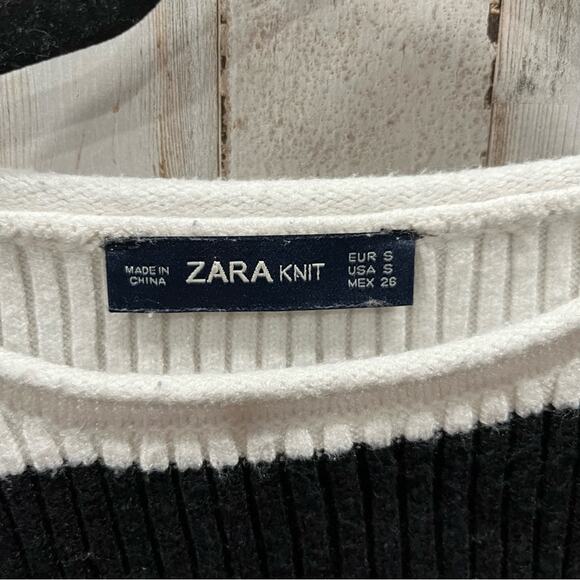 MADE IN
CHINA
ZARA KNIT
EUR S
USA S
MEX 26